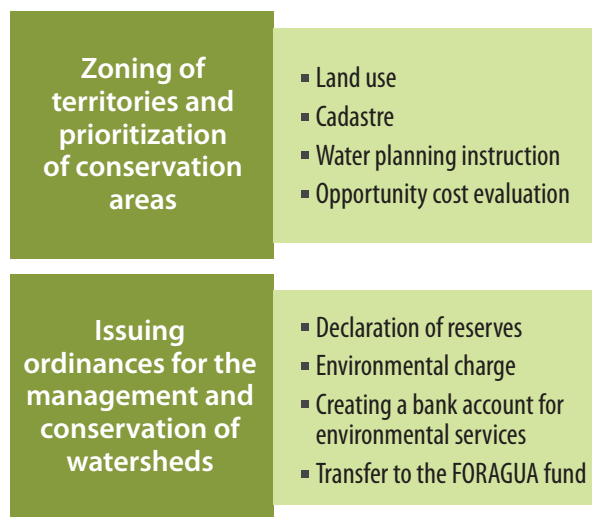 Zoning of
territories and
prioritization
of conservation
areas
▪ Land use
▪ Cadastre
▪ Water planning instruction
▪ Opportunity cost evaluation
Issuing
ordinances for the
management and
conservation of
watersheds
▪ Declaration of reserves
▪ Environmental charge
▪ Creating a bank account for
environmental services
▪ Transfer to the FORAGUA fund